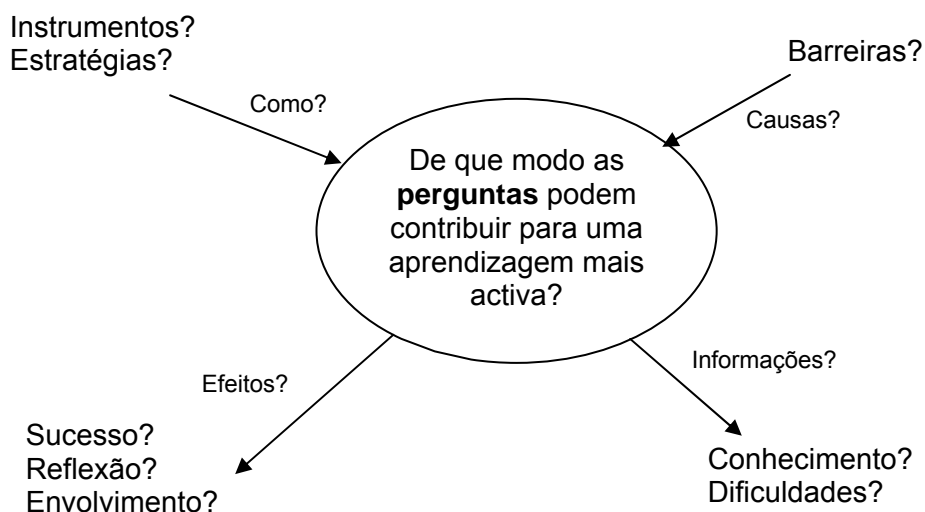 Instrumentos?
Estratégias?
Barreiras?
Como?
Causas?
De que modo as
perguntas podem
contribuir para uma
aprendizagem mais
activa?
Efeitos?
Informações?
Sucesso?
Reflexão?
Envolvimento?
Conhecimento?
Dificuldades?